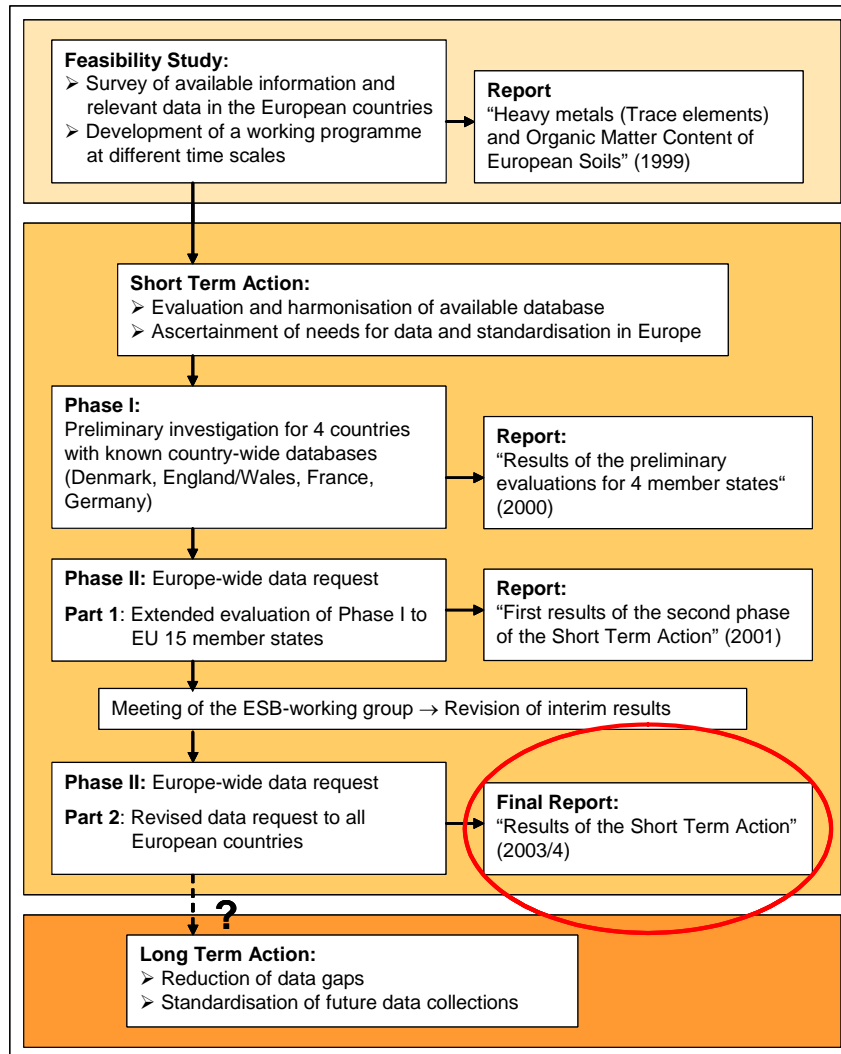 Feasibility Study:
➢ Survey of available information and
relevant data in the European countries
➢ Development of a working programme
at different time scales
Report
“Heavy metals (Trace elements)
and Organic Matter Content of
European Soils” (1999)
Short Term Action:
➢ Evaluation and harmonisation of available database
➢ Ascertainment of needs for data and standardisation in Europe
Phase I:
Preliminary investigation for 4 countries
with known country-wide databases
(Denmark, England/Wales, France,
Germany)
Report:
“Results of the preliminary
evaluations for 4 member states“
(2000)
Phase II: Europe-wide data request
Part 1: Extended evaluation of Phase I to
EU 15 member states
Report:
“First results of the second phase
of the Short Term Action” (2001)
Meeting of the ESB-working group → Revision of interim results
Phase II: Europe-wide data request
Part 2: Revised data request to all
European countries
Final Report:
“Results of the Short Term Action”
(2003/4)
?
Long Term Action:
➢ Reduction of data gaps
➢ Standardisation of future data collections